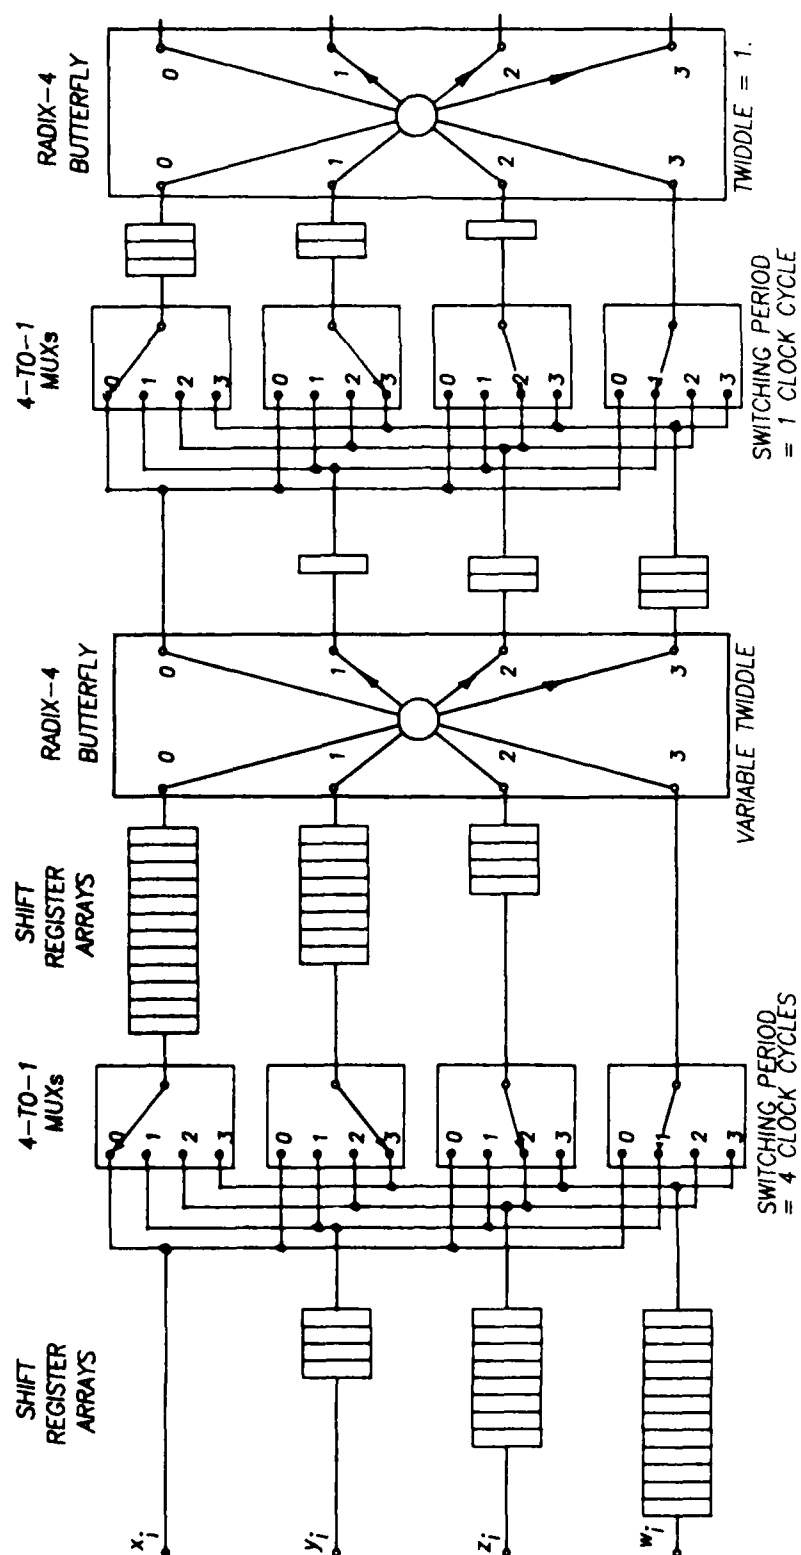 SHIFT
REGISTER
ARRAYS
4-TO-1
MUXs
SHIFT
REGISTER
ARRAYS
RADIX-4
BUTTERFLY
4-TO-1
MUXs
RADIX-4
BUTTERFLY
xi
0
1
2
3
0
0
0
1
2
3
0
0
yi
0
1
2
3
1
1
0
1
2
3
1
1
zi
0
1
2
3
2
2
0
1
2
3
2
2
wi
0
1
2
3
3
3
0
1
2
3
3
3
SWITCHING PERIOD
= 4 CLOCK CYCLES
VARIABLE TWIDDLE
SWITCHING PERIOD
= 1 CLOCK CYCLE
TWIDDLE = 1.